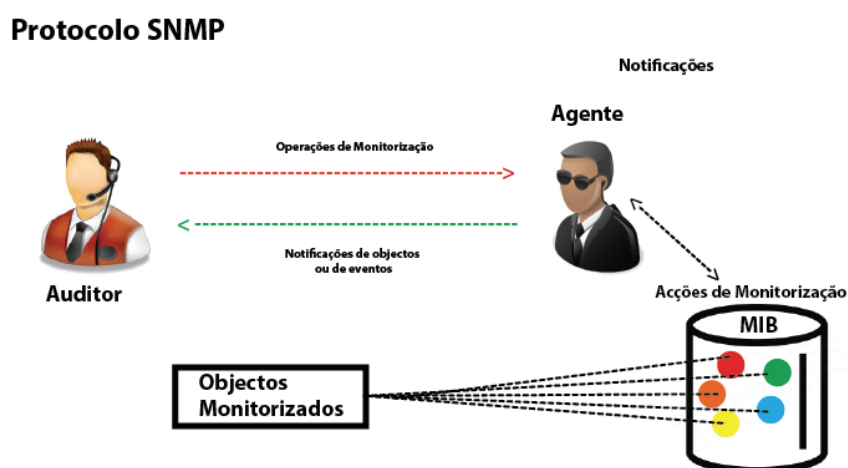 Protocolo SNMP
Notificações
Agente
Operações de Monitorização
Notificações de objectos
ou de eventos
Auditor
Acções de Monitorização
MIB
Objectos
Monitorizados